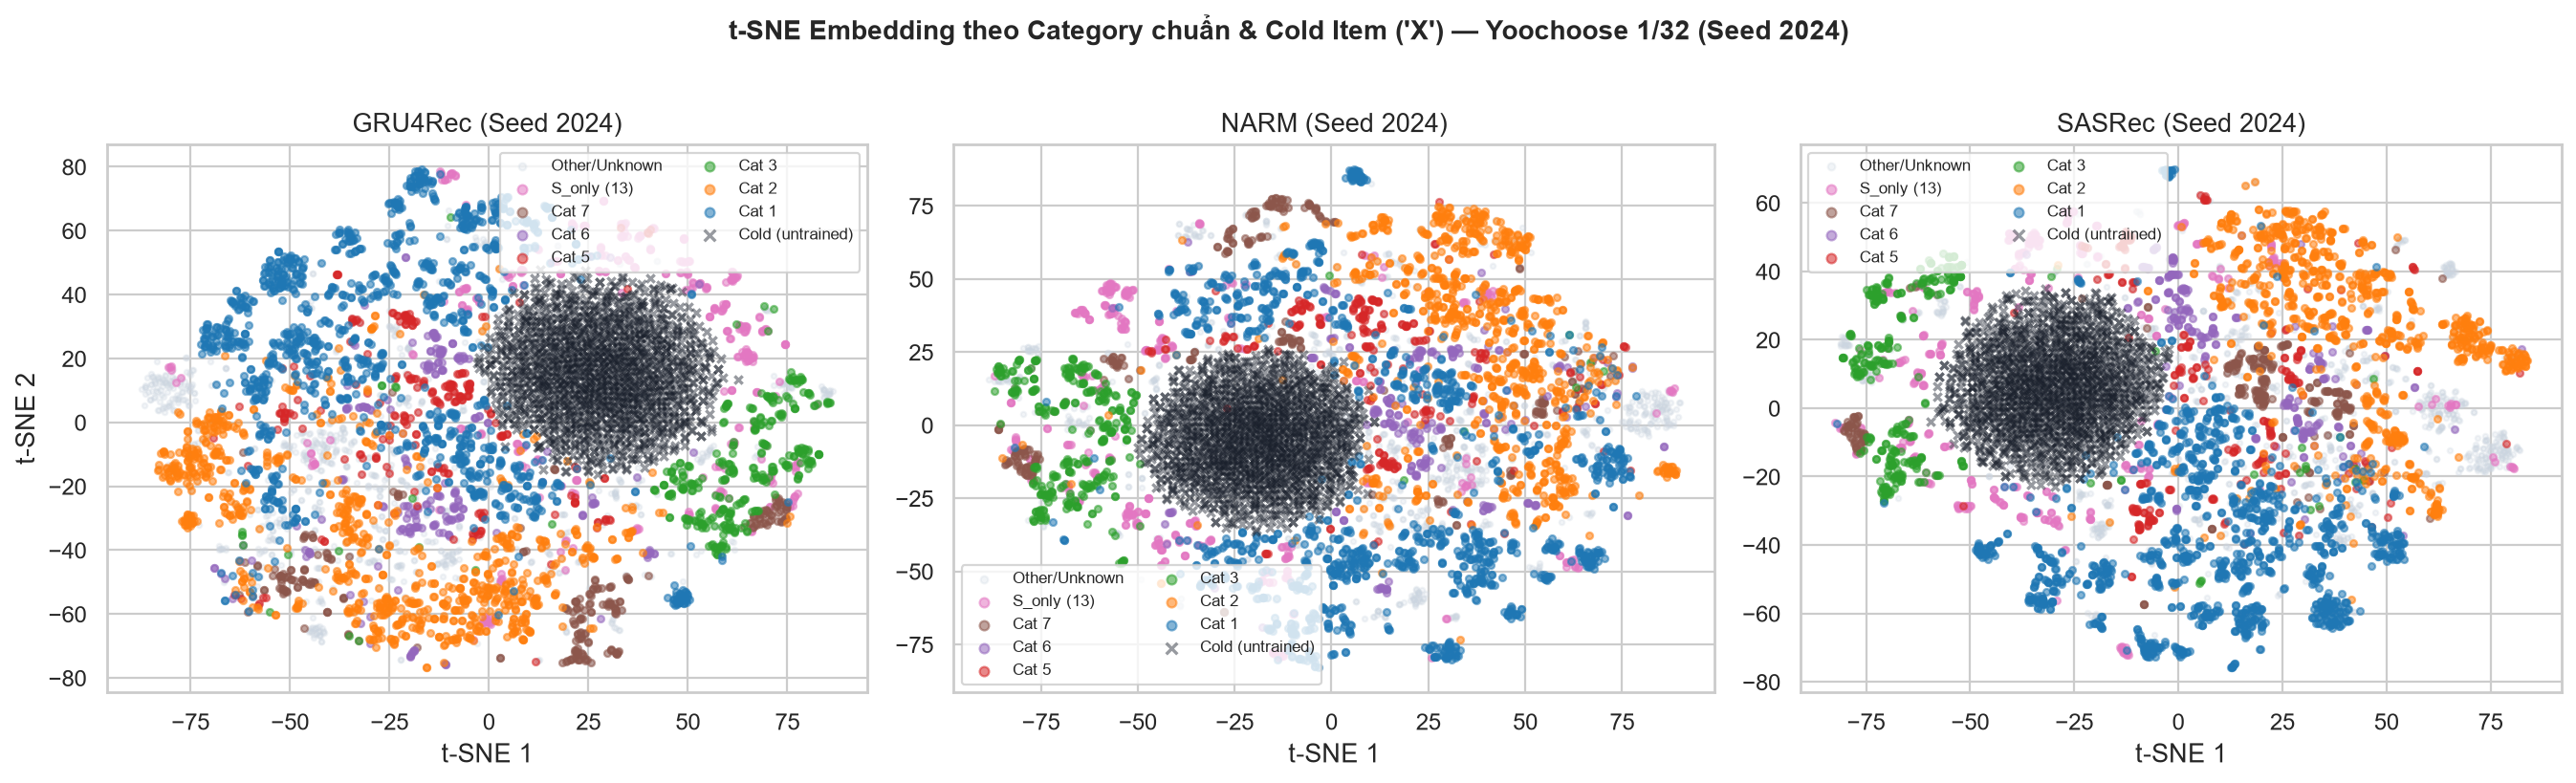 t-SNE Embedding theo Category chuẩn & Cold Item ('X') — Yoochoose 1/32 (Seed 2024)
GRU4Rec (Seed 2024)
80
60
40
20
0
−20
−40
−60
−80
t-SNE 2
−75 −50 −25 0 25 50 75
t-SNE 1
Other/Unknown
S_only (13)
Cat 7
Cat 6
Cat 5
Cat 3
Cat 2
Cat 1
Cold (untrained)
NARM (Seed 2024)
75
50
25
0
−25
−50
−75
−75 −50 −25 0 25 50 75
t-SNE 1
Other/Unknown
S_only (13)
Cat 7
Cat 6
Cat 5
Cat 3
Cat 2
Cat 1
Cold (untrained)
SASRec (Seed 2024)
60
40
20
0
−20
−40
−60
−80
−75 −50 −25 0 25 50 75
t-SNE 1
Other/Unknown
S_only (13)
Cat 7
Cat 6
Cat 5
Cat 3
Cat 2
Cat 1
Cold (untrained)